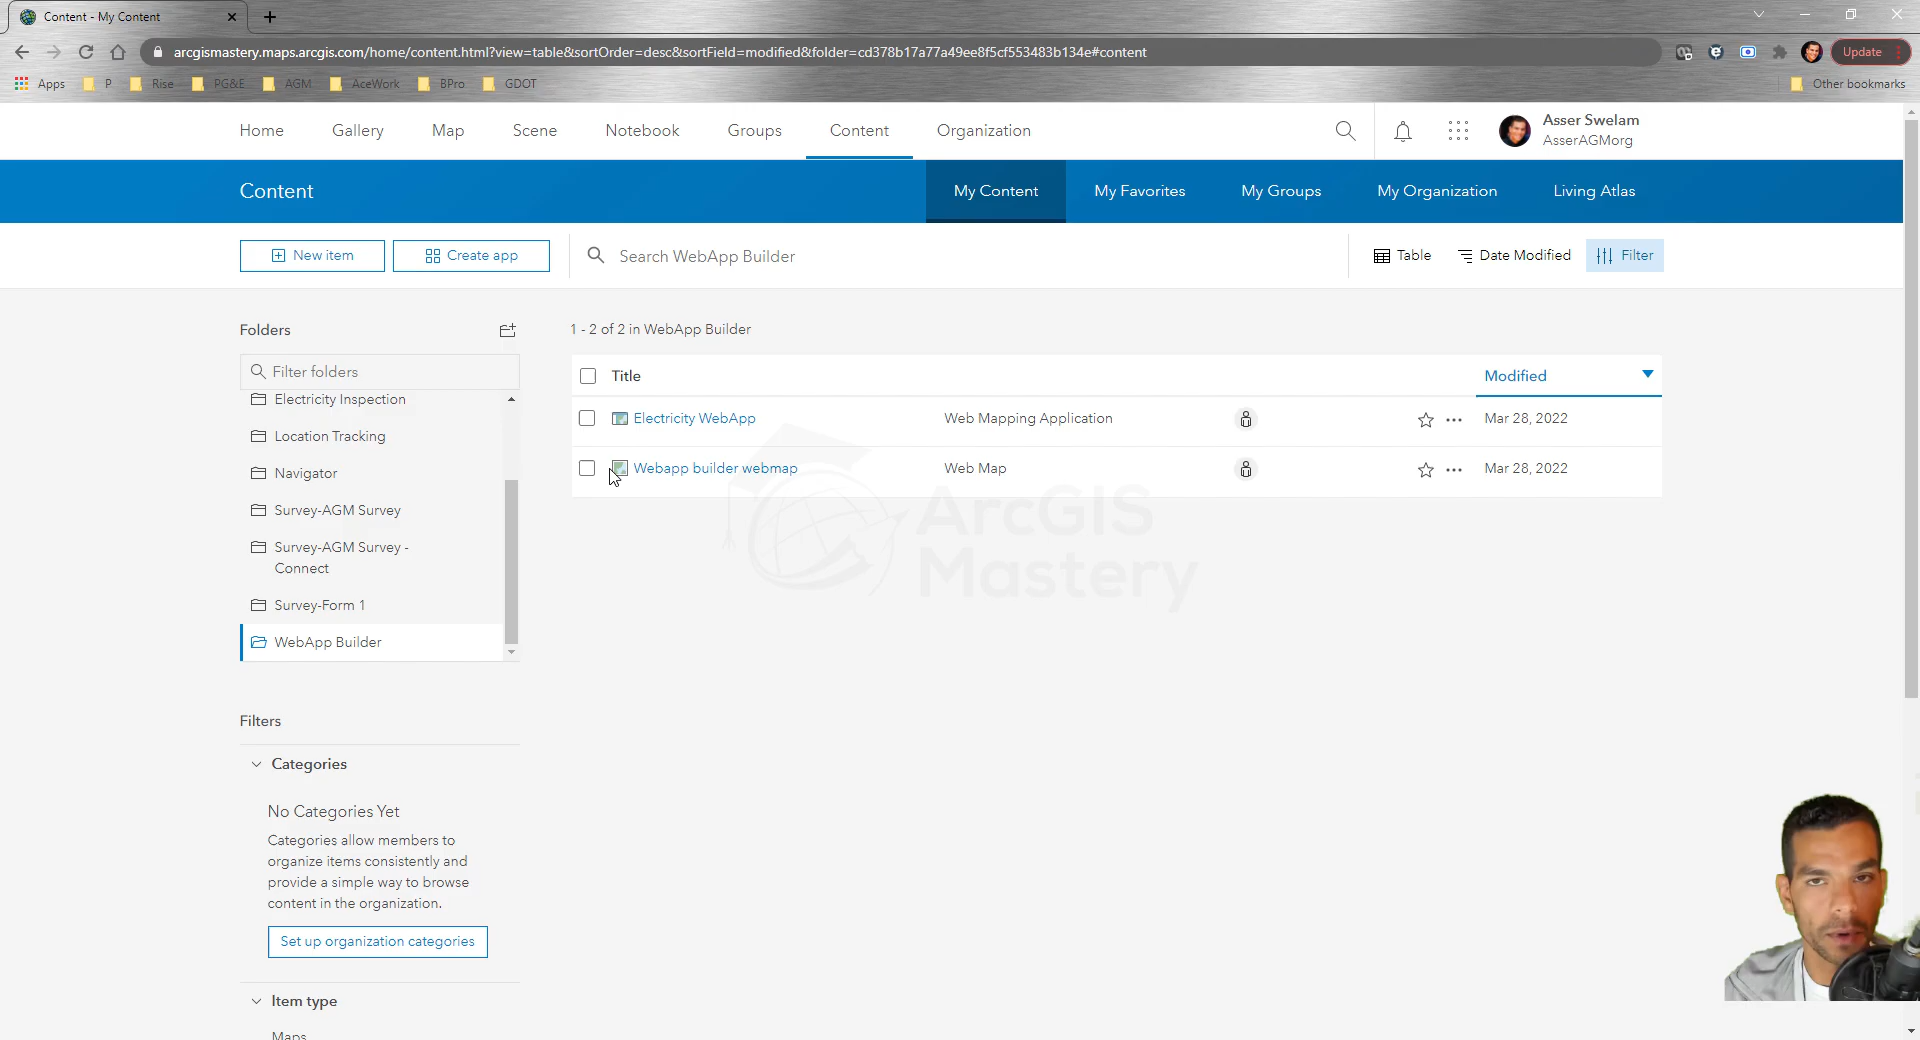 Content - My Content
arcgismastery.maps.arcgis.com/home/content.html?view=table&sortOrder=desc&sortField=modified&folder=cd378b17a77a49ee8f5cf553483b134e#content
Update
Apps
P
Rise
PG&E
AGM
AceWork
BPro
GDOT
Other bookmarks
Home
Gallery
Map
Scene
Notebook
Groups
Content
Organization
Asser Swelam
AsserAGMorg
Content
My Content
My Favorites
My Groups
My Organization
Living Atlas
New item
Create app
Search WebApp Builder
Table
Date Modified
Filter
Folders
1 - 2 of 2 in WebApp Builder
Filter folders
Title
Modified
Electricity Inspection
Electricity WebApp
Web Mapping Application
Mar 28, 2022
Location Tracking
Webapp builder webmap
Web Map
Mar 28, 2022
Navigator
Survey-AGM Survey
Survey-AGM Survey -
Connect
Survey-Form 1
WebApp Builder
ArcGIS
Mastery
Filters
Categories
No Categories Yet
Categories allow members to
organize items consistently and
provide a simple way to browse
content in the organization.
Set up organization categories
Item type
Maps